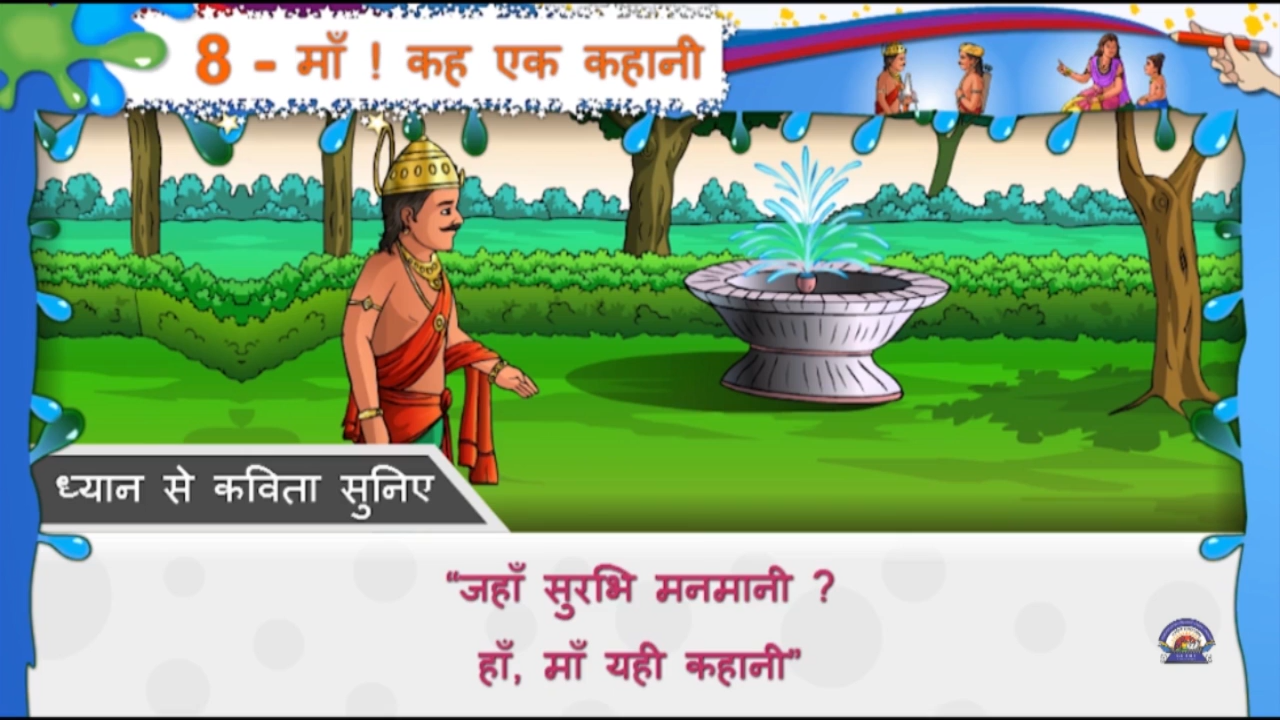 8 - माँ ! कह एक कहानी
ध्यान से कविता सुनिए
“जहाँ सुरभि मनमानी ?
हाँ, माँ यही कहानी”